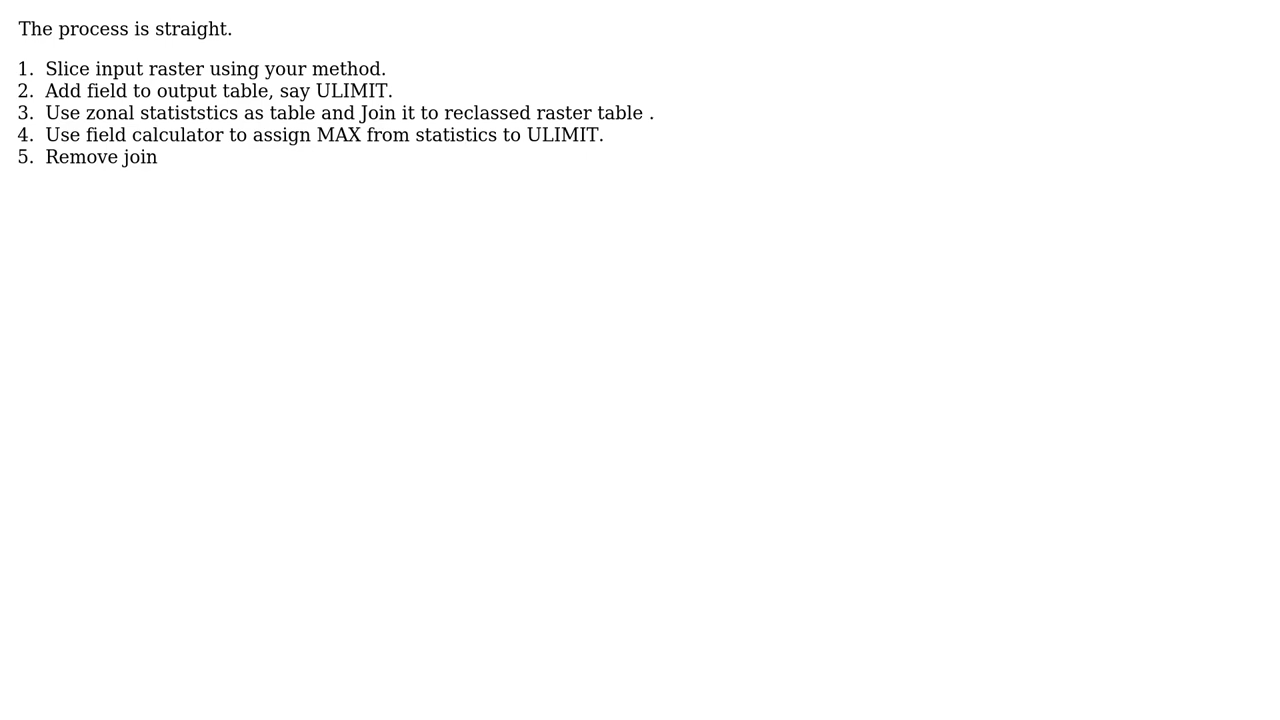 The process is straight.
1. Slice input raster using your method.
2. Add field to output table, say ULIMIT.
3. Use zonal statiststics as table and Join it to reclassed raster table .
4. Use field calculator to assign MAX from statistics to ULIMIT.
5. Remove join